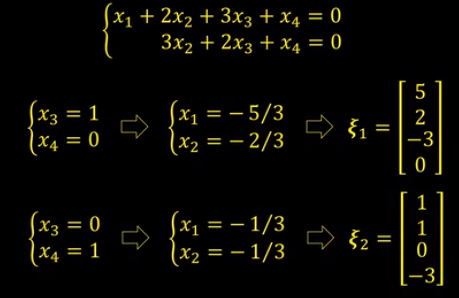 x₁ + 2x₂ + 3x₃ + x₄ = 0
3x₂ + 2x₃ + x₄ = 0
{x₃ = 1 ⇨ {x₁ = − 5/3 ⇨ ξ₁ = [5 2 −3 0]
{x₄ = 0 {x₂ = − 2/3
{x₃ = 0 ⇨ {x₁ = − 1/3 ⇨ ξ₂ = [1 1 0 −3]
{x₄ = 1 {x₂ = − 1/3